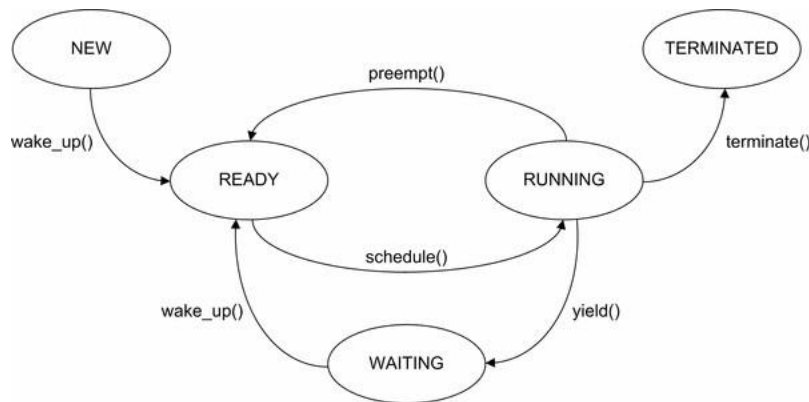 NEW
TERMINATED
preempt()
wake_up()
terminate()
READY
RUNNING
schedule()
wake_up()
yield()
WAITING